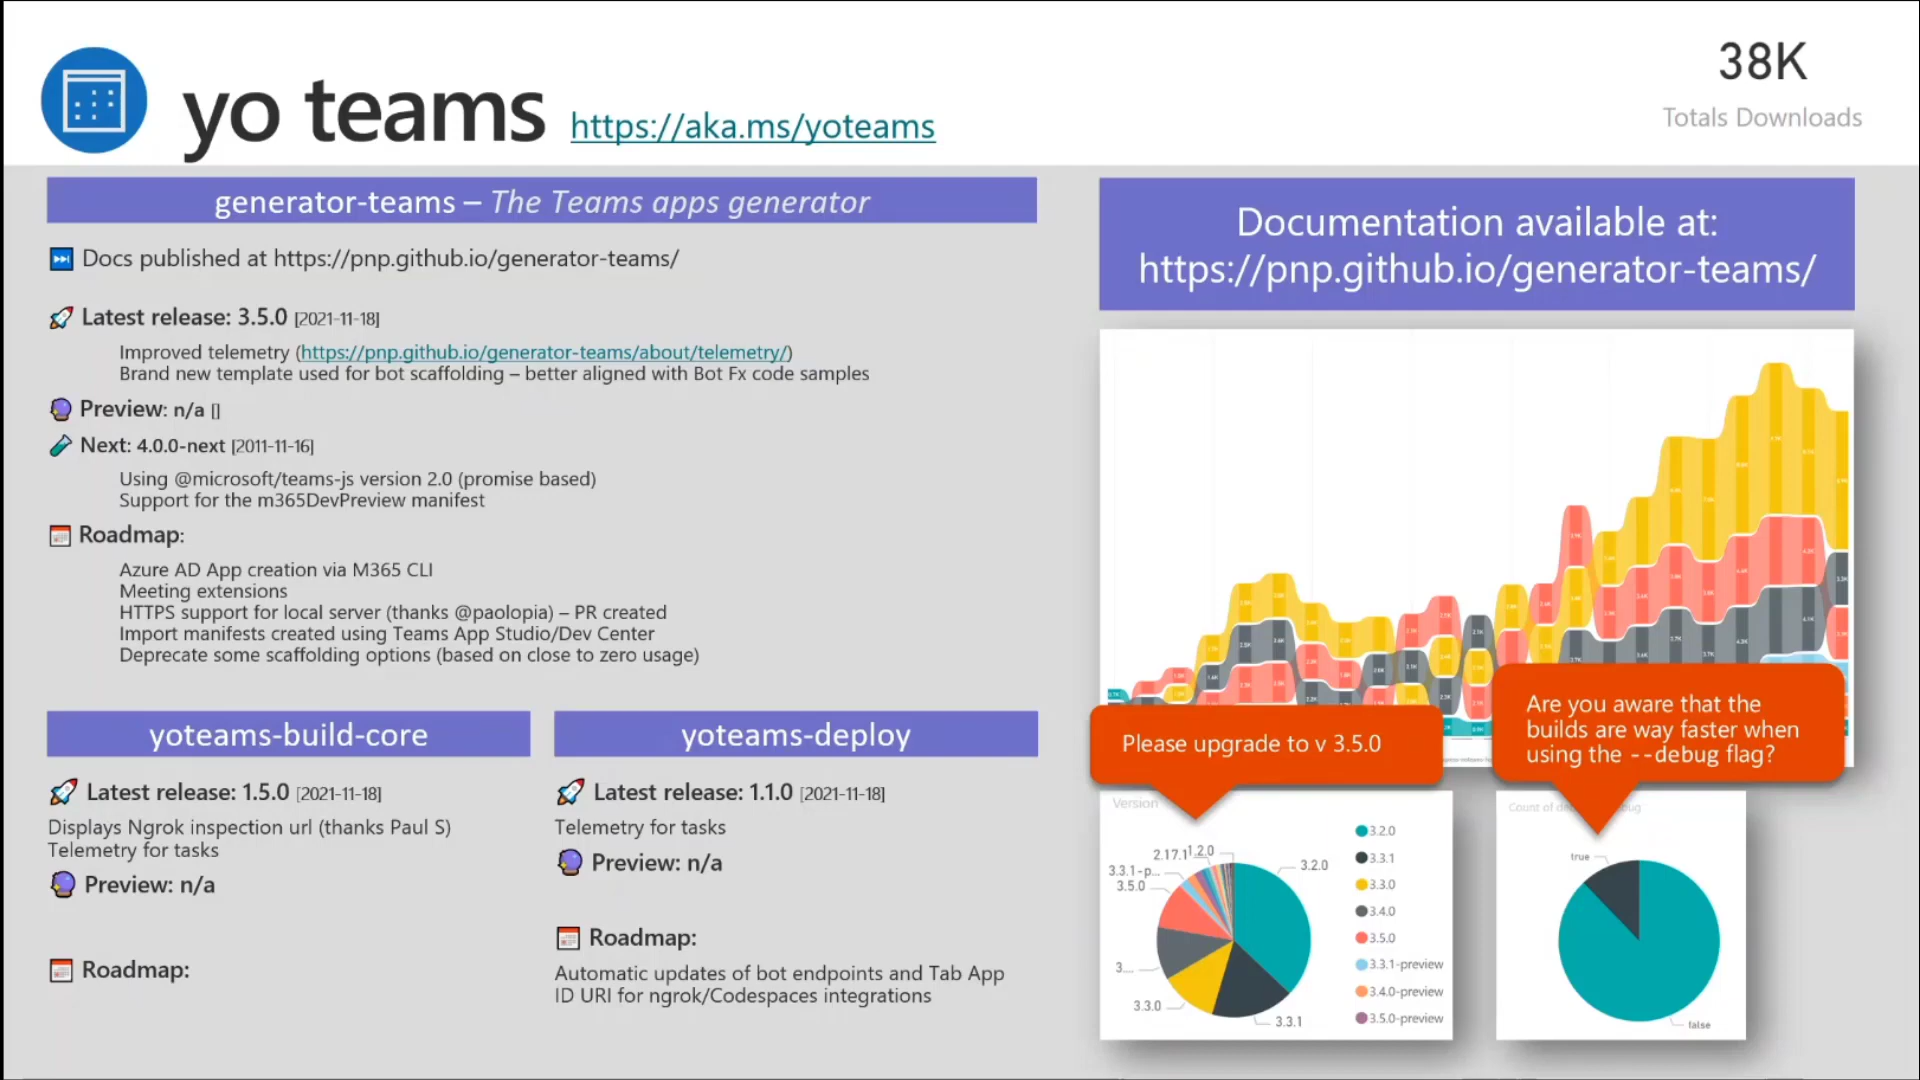 yo teams https://aka.ms/yoteams
38K
Totals Downloads
generator-teams – The Teams apps generator
Docs published at https://pnp.github.io/generator-teams/
Latest release: 3.5.0 [2021-11-18]
Improved telemetry (https://pnp.github.io/generator-teams/about/telemetry/)
Brand new template used for bot scaffolding – better aligned with Bot Fx code samples
Preview: n/a []
Next: 4.0.0-next [2011-11-16]
Using @microsoft/teams-js version 2.0 (promise based)
Support for the m365DevPreview manifest
Roadmap:
Azure AD App creation via M365 CLI
Meeting extensions
HTTPS support for local server (thanks @paolopia) – PR created
Import manifests created using Teams App Studio/Dev Center
Deprecate some scaffolding options (based on close to zero usage)
yoteams-build-core
Latest release: 1.5.0 [2021-11-18]
Displays Ngrok inspection url (thanks Paul S)
Telemetry for tasks
Preview: n/a
Roadmap:
yoteams-deploy
Latest release: 1.1.0 [2021-11-18]
Telemetry for tasks
Preview: n/a
Roadmap:
Automatic updates of bot endpoints and Tab App
ID URI for ngrok/Codespaces integrations
Documentation available at:
https://pnp.github.io/generator-teams/
Please upgrade to v 3.5.0
Are you aware that the
builds are way faster when
using the --debug flag?
Version
2.17.1
1.2.0
3.3.1-p...
3.5.0
3....
3.3.0
3.3.1
3.2.0
3.2.0
3.3.1
3.3.0
3.4.0
3.5.0
3.3.1-preview
3.4.0-preview
3.5.0-preview
Count of
true
false